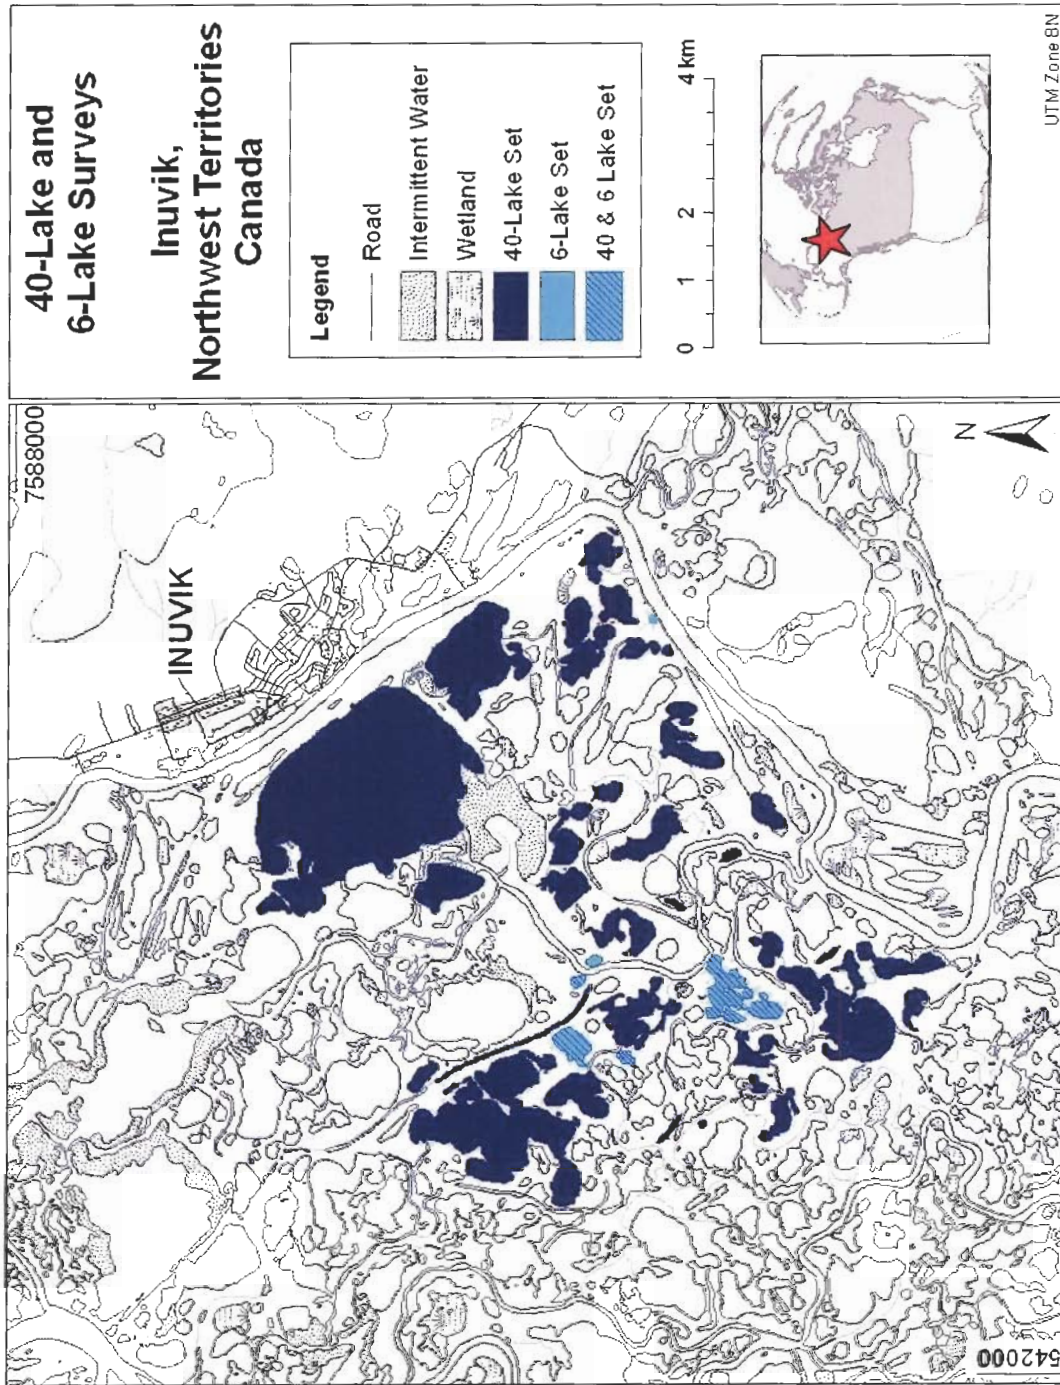 40-Lake and
6-Lake Surveys
Inuvik,
Northwest Territories
Canada
Legend
Road
Intermittent Water
Wetland
40-Lake Set
6-Lake Set
40 & 6 Lake Set
0 1 2 4 km
UTM Zone 8N
7588000
INUVIK
N
542000